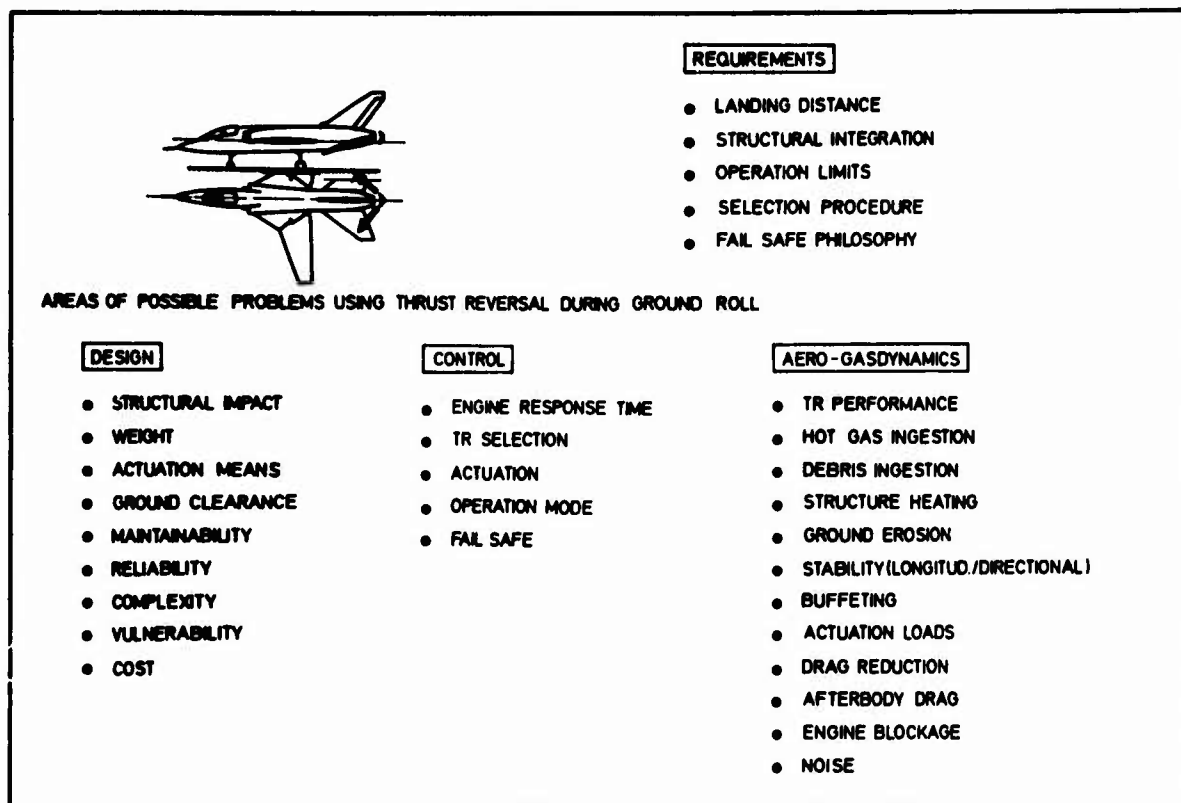 REQUIREMENTS
● LANDING DISTANCE
● STRUCTURAL INTEGRATION
● OPERATION LIMITS
● SELECTION PROCEDURE
● FAIL SAFE PHILOSOPHY
AREAS OF POSSIBLE PROBLEMS USING THRUST REVERSAL DURING GROUND ROLL
DESIGN
● STRUCTURAL IMPACT
● WEIGHT
● ACTUATION MEANS
● GROUND CLEARANCE
● MAINTAINABILITY
● RELIABILITY
● COMPLEXITY
● VULNERABILITY
● COST
CONTROL
● ENGINE RESPONSE TIME
● TR SELECTION
● ACTUATION
● OPERATION MODE
● FAIL SAFE
AERO-GASDYNAMICS
● TR PERFORMANCE
● HOT GAS INGESTION
● DEBRIS INGESTION
● STRUCTURE HEATING
● GROUND EROSION
● STABILITY (LONGITUD./DIRECTIONAL)
● BUFFETING
● ACTUATION LOADS
● DRAG REDUCTION
● AFTERBODY DRAG
● ENGINE BLOCKAGE
● NOISE